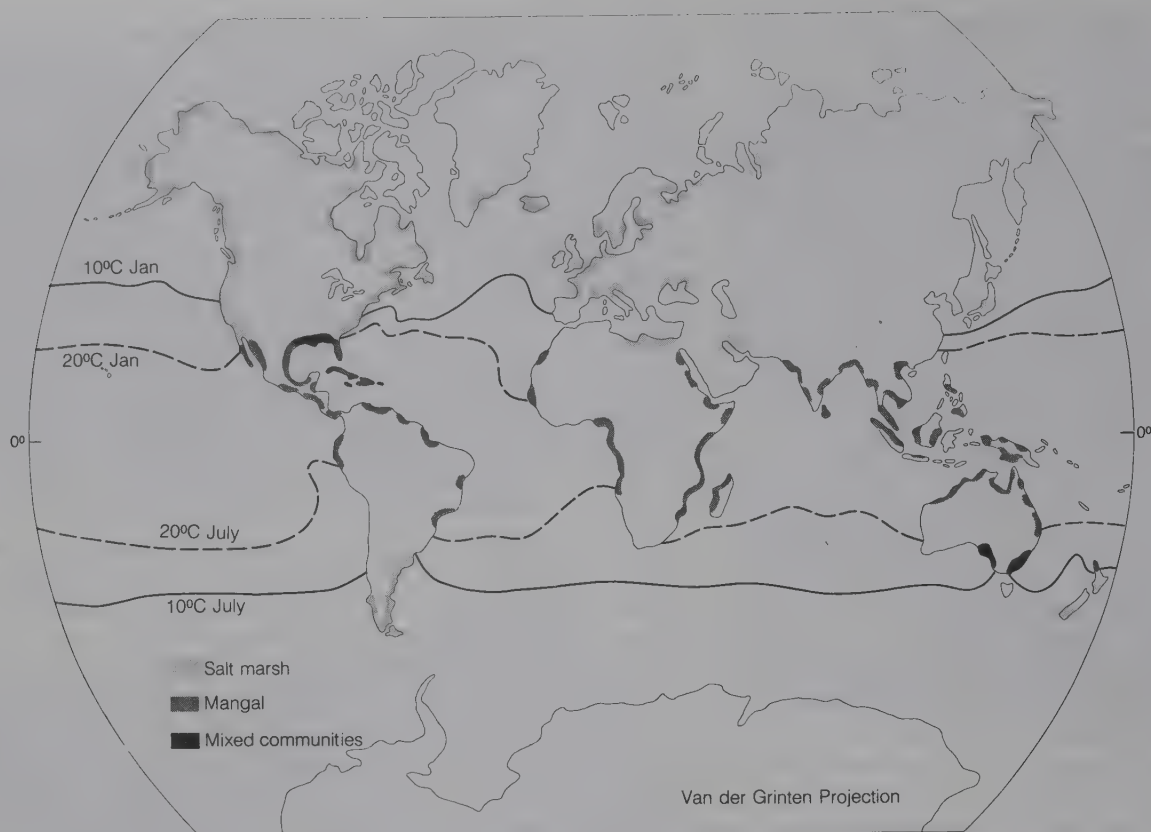 10ºC Jan
20ºC Jan
0º
0º
20ºC July
10ºC July
Salt marsh
Mangal
Mixed communities
Van der Grinten Projection